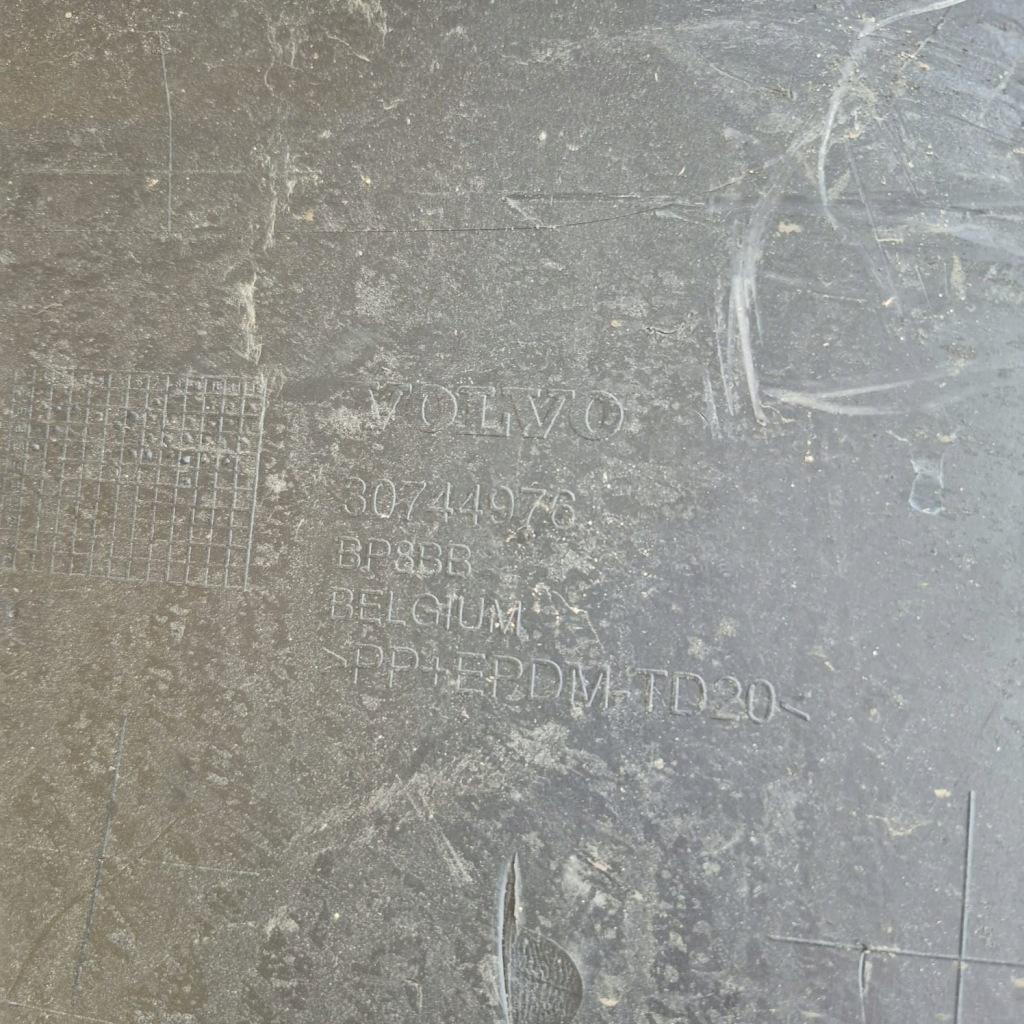 VOLVO
30744976
BP8BB
BELGIUM
>PP+EPDM-TD20<